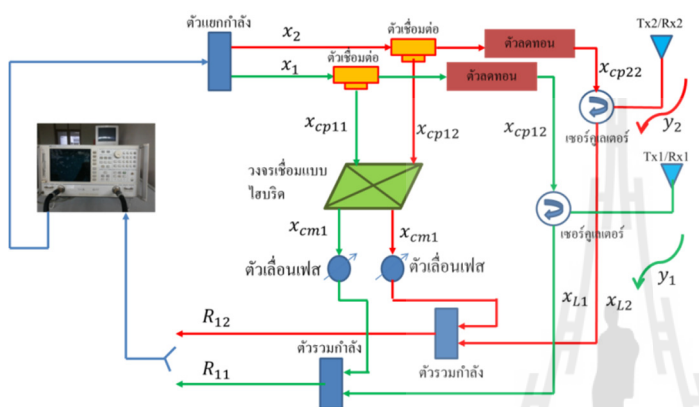 ตัวแยกกำลัง
x2
ตัวเชื่อมต่อ
ตัวลดทอน
Tx2/Rx2
x1
ตัวเชื่อมต่อ
ตัวลดทอน
xcp22
xcp11
xcp12
xcp12
y2
เซอร์คูเลเตอร์
Tx1/Rx1
วงจรเชื่อมแบบ
ไฮบริด
xcm1
xcm1
เซอร์คูเลเตอร์
ตัวเลื่อนเฟส
ตัวเลื่อนเฟส
y1
xL1
xL2
R12
R11
ตัวรวมกำลัง
ตัวรวมกำลัง